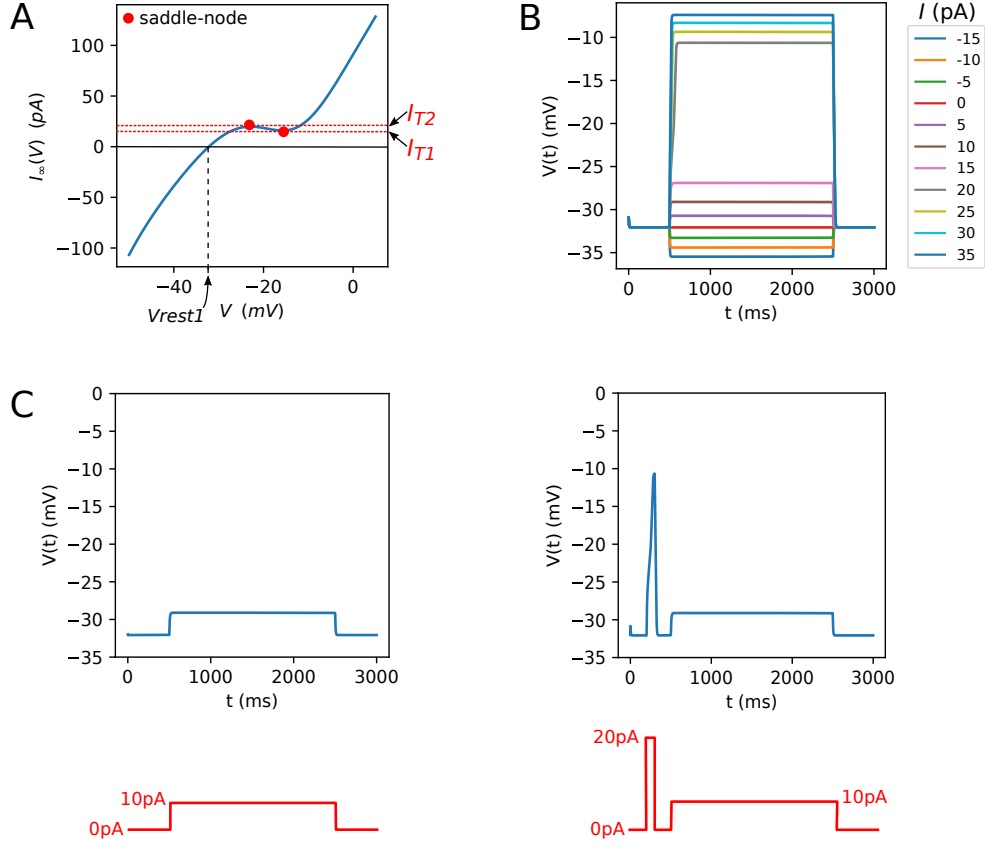 A
saddle-node
I∞(V) (pA)
100
50
0
−50
−100
−40
−20
0
Vrest1
V (mV)
I_T2
I_T1
B
V(t) (mV)
−10
−15
−20
−25
−30
−35
0
1000
2000
3000
t (ms)
I (pA)
-15
-10
-5
0
5
10
15
20
25
30
35
C
V(t) (mV)
0
−5
−10
−15
−20
−25
−30
−35
0
1000
2000
3000
t (ms)
10pA
0pA
V(t) (mV)
0
−5
−10
−15
−20
−25
−30
−35
0
1000
2000
3000
t (ms)
20pA
10pA
0pA